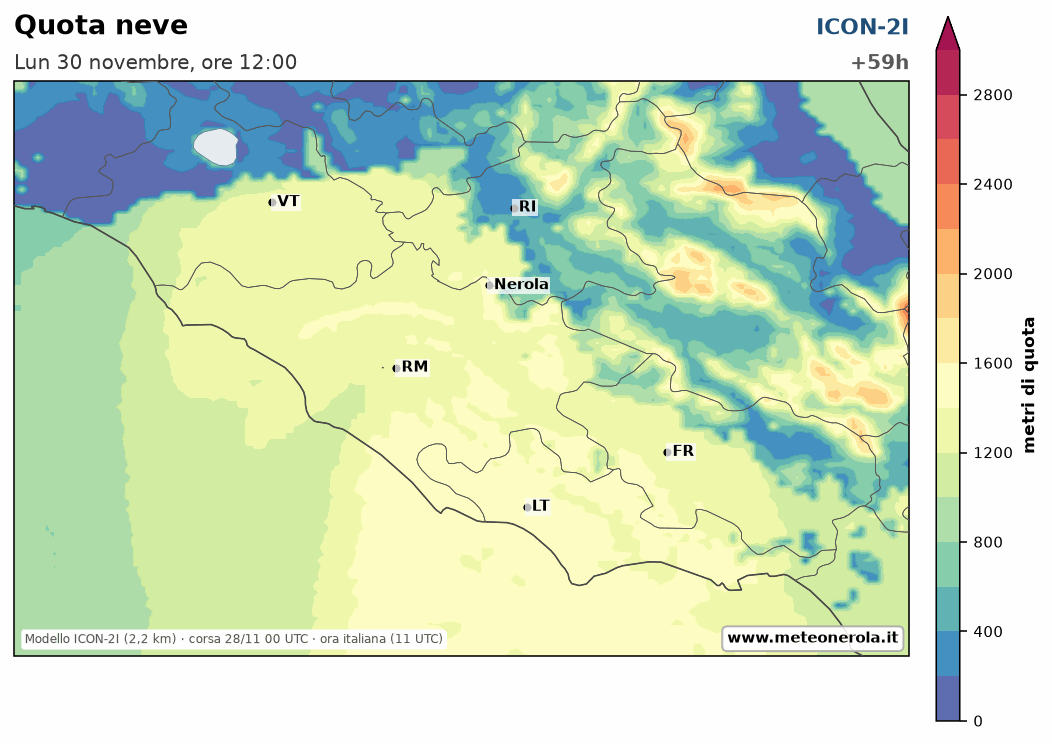 Quota neve
ICON-2I
Lun 30 novembre, ore 12:00
+59h
VT
RI
Nerola
RM
FR
LT
2800
2400
2000
1600
1200
800
400
0
metri di quota
Modello ICON-2I (2,2 km) · corsa 28/11 00 UTC · ora italiana (11 UTC)
www.meteonerola.it